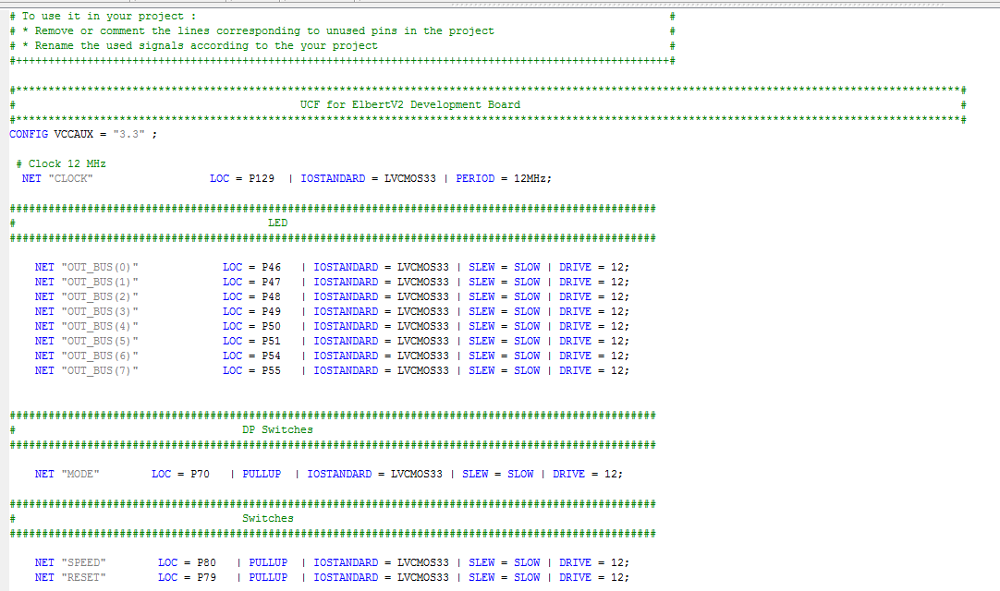 # To use it in your project : #
# * Remove or comment the lines corresponding to unused pins in the project #
# * Rename the used signals according to the your project #
#+++++++++++++++++++++++++++++++++++++++++++++++++++++++++++++++++++++++++++++++++++++++++++++++++++++#
#**************************************************************************************************************************************************#
# UCF for ElbertV2 Development Board #
#**************************************************************************************************************************************************#
CONFIG VCCAUX = "3.3" ;
# Clock 12 MHz
NET "CLOCK" LOC = P129 | IOSTANDARD = LVCMOS33 | PERIOD = 12MHz;
####################################################################################################
# LED
####################################################################################################
NET "OUT_BUS(0)" LOC = P46 | IOSTANDARD = LVCMOS33 | SLEW = SLOW | DRIVE = 12;
NET "OUT_BUS(1)" LOC = P47 | IOSTANDARD = LVCMOS33 | SLEW = SLOW | DRIVE = 12;
NET "OUT_BUS(2)" LOC = P48 | IOSTANDARD = LVCMOS33 | SLEW = SLOW | DRIVE = 12;
NET "OUT_BUS(3)" LOC = P49 | IOSTANDARD = LVCMOS33 | SLEW = SLOW | DRIVE = 12;
NET "OUT_BUS(4)" LOC = P50 | IOSTANDARD = LVCMOS33 | SLEW = SLOW | DRIVE = 12;
NET "OUT_BUS(5)" LOC = P51 | IOSTANDARD = LVCMOS33 | SLEW = SLOW | DRIVE = 12;
NET "OUT_BUS(6)" LOC = P54 | IOSTANDARD = LVCMOS33 | SLEW = SLOW | DRIVE = 12;
NET "OUT_BUS(7)" LOC = P55 | IOSTANDARD = LVCMOS33 | SLEW = SLOW | DRIVE = 12;
####################################################################################################
# DP Switches
####################################################################################################
NET "MODE" LOC = P70 | PULLUP | IOSTANDARD = LVCMOS33 | SLEW = SLOW | DRIVE = 12;
####################################################################################################
# Switches
####################################################################################################
NET "SPEED" LOC = P80 | PULLUP | IOSTANDARD = LVCMOS33 | SLEW = SLOW | DRIVE = 12;
NET "RESET" LOC = P79 | PULLUP | IOSTANDARD = LVCMOS33 | SLEW = SLOW | DRIVE = 12;